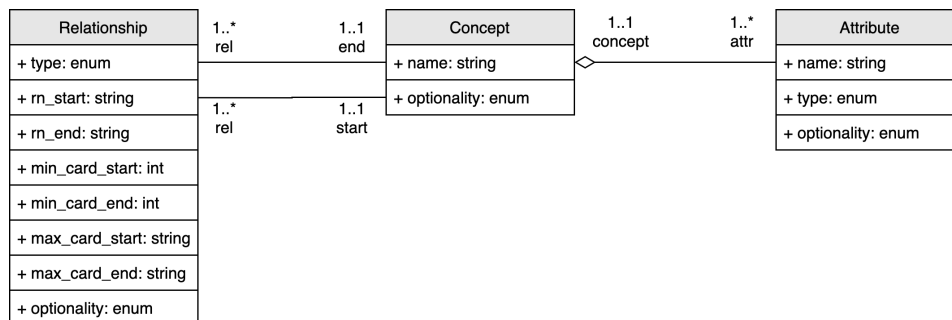 Relationship
+ type: enum
+ rn_start: string
+ rn_end: string
+ min_card_start: int
+ min_card_end: int
+ max_card_start: string
+ max_card_end: string
+ optionality: enum
1..*
rel
1..1
end
1..*
rel
1..1
start
Concept
+ name: string
+ optionality: enum
1..1
concept
1..*
attr
Attribute
+ name: string
+ type: enum
+ optionality: enum